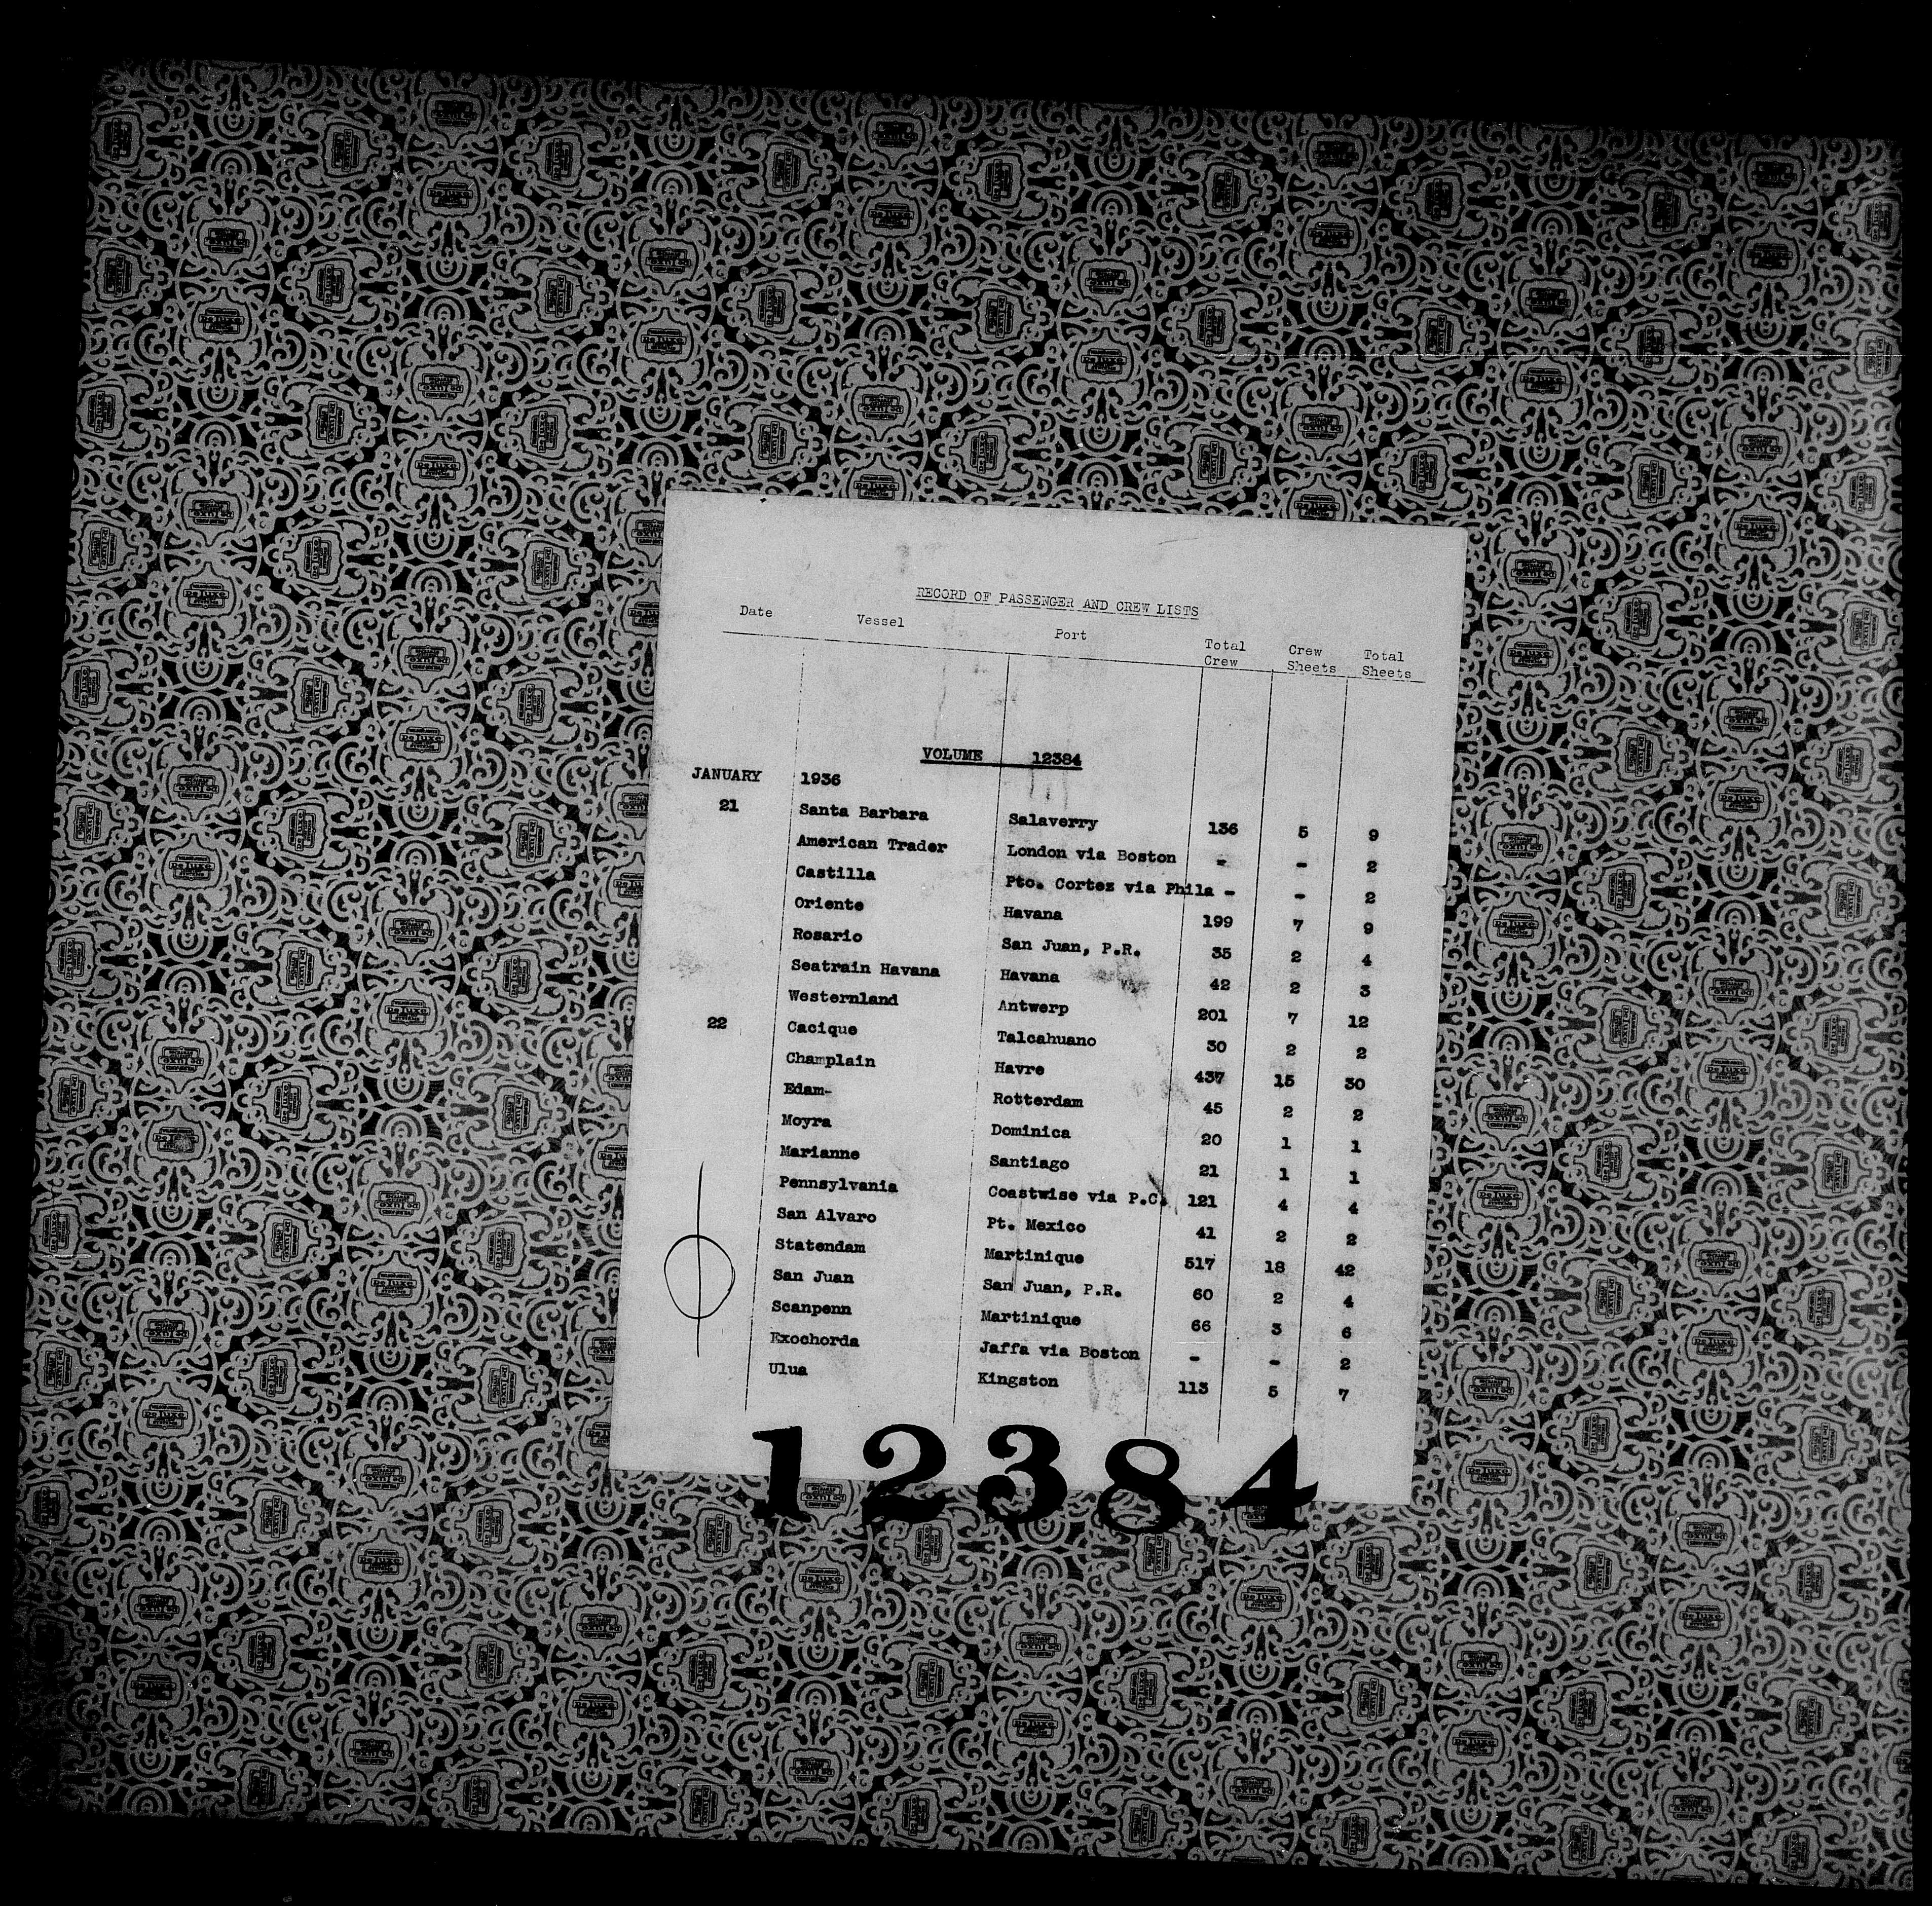 RECORD OF PASSENGER AND CREW LISTS
Date Vessel Port Total Crew Crew Sheets Total Sheets
VOLUME 12384
JANUARY 1936
21 Santa Barbara Salaverry 136 5 9
American Trader London via Boston - - 2
Castilla Pto. Cortez via Phila - - 2
Oriente Havana 199 7 9
Rosario San Juan, P.R. 35 2 4
Seatrain Havana Havana 42 2 3
Westernland Antwerp 201 7 12
22 Cacique Talcahuano 30 2 2
Champlain Havre 437 15 30
Edam- Rotterdam 45 2 2
Moyra Dominica 20 1 1
Marianne Santiago 21 1 1
Pennsylvania Coastwise via P.C. 121 4 4
San Alvaro Pt. Mexico 41 2 2
Statendam Martinique 517 18 42
San Juan San Juan, P.R. 60 2 4
Scanpenn Martinique 66 3 6
Exochorda Jaffa via Boston - - 2
Ulua Kingston 113 5 7
12384
De luxe